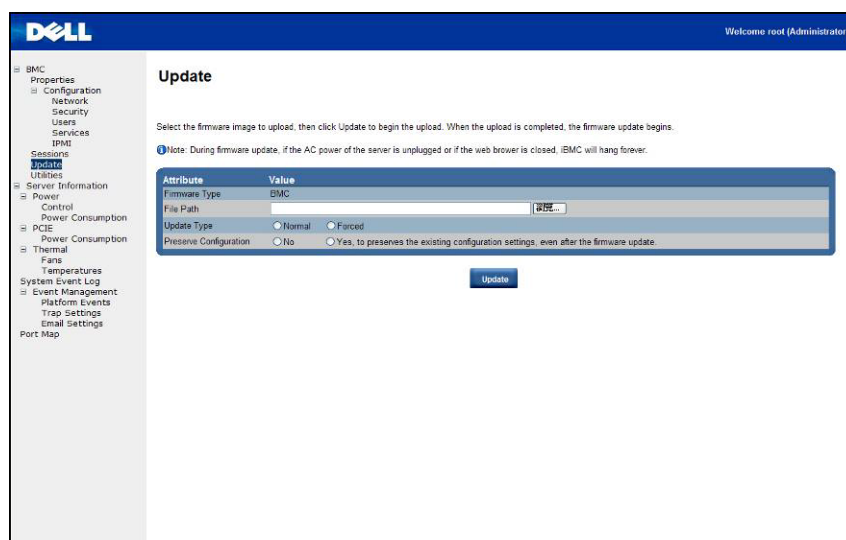 DELL
Welcome root (Administrator
BMC
Properties
Configuration
Network
Security
Users
Services
IPMI
Sessions
Update
Utilities
Server Information
Power
Control
Power Consumption
PCIE
Power Consumption
Thermal
Fans
Temperatures
System Event Log
Event Management
Platform Events
Trap Settings
Email Settings
Port Map
Update
Select the firmware image to upload, then click Update to begin the upload. When the upload is completed, the firmware update begins.
Note: During firmware update, if the AC power of the server is unplugged or if the web brower is closed, iBMC will hang forever.
Attribute Value
Firmware Type BMC
File Path
Update Type Normal Forced
Preserve Configuration No Yes, to preserves the existing configuration settings, even after the firmware update.
Update